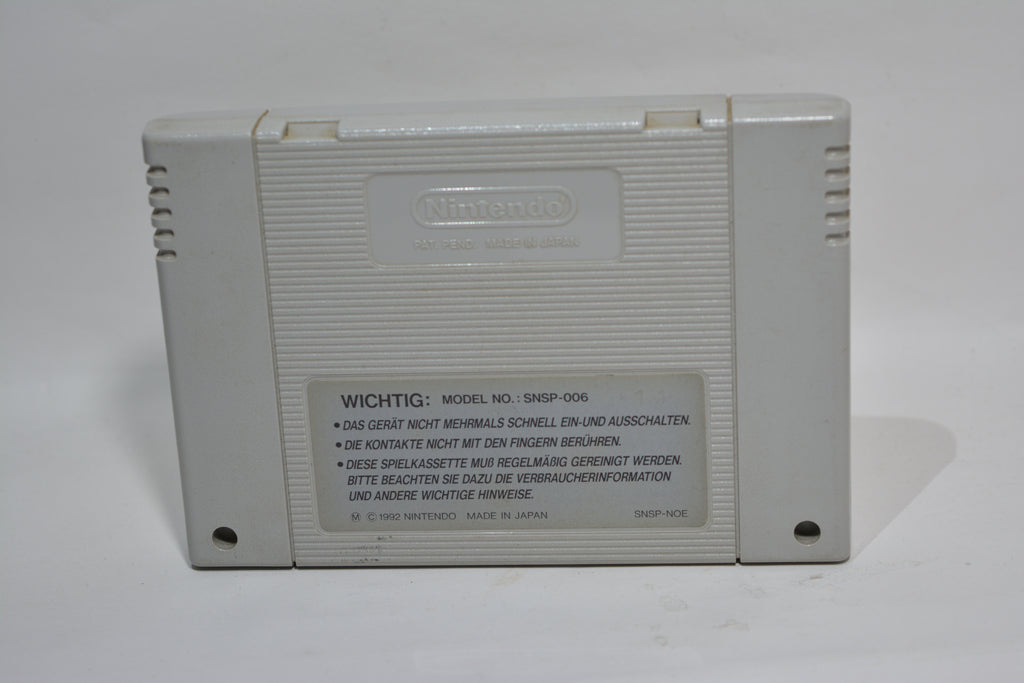 Nintendo
PAT. PEND. MADE IN JAPAN
WICHTIG: MODEL NO.: SNSP-006
• DAS GERÄT NICHT MEHRMALS SCHNELL EIN-UND AUSSCHALTEN.
• DIE KONTAKTE NICHT MIT DEN FINGERN BERÜHREN.
• DIESE SPIELKASSETTE MUß REGELMÄßIG GEREINIGT WERDEN.
BITTE BEACHTEN SIE DAZU DIE VERBRAUCHERINFORMATION
UND ANDERE WICHTIGE HINWEISE.
Ⓜ © 1992 NINTENDO MADE IN JAPAN SNSP-NOE